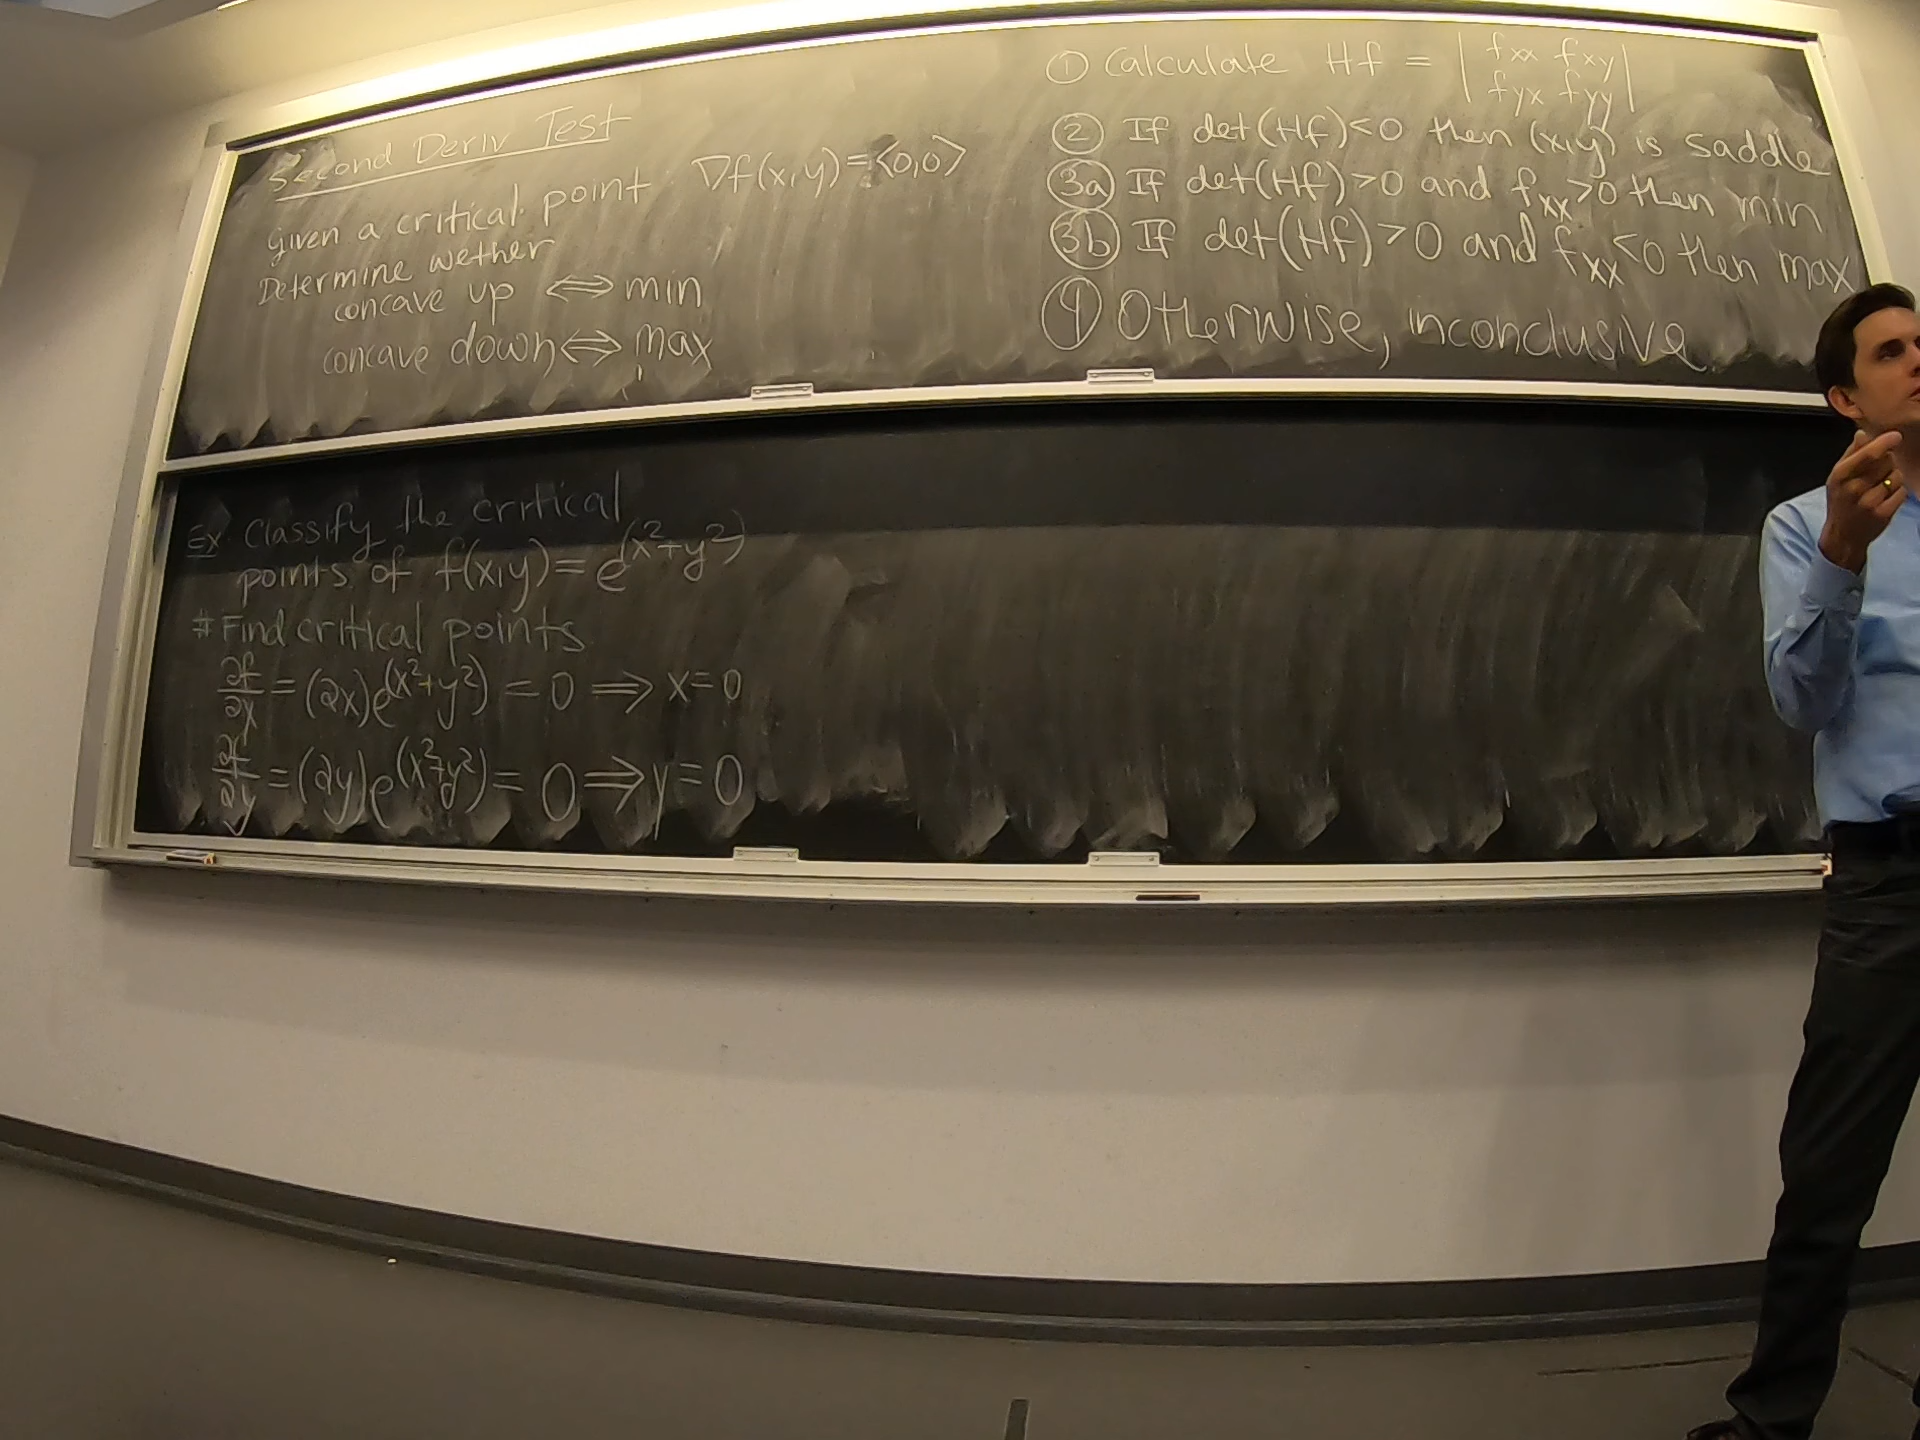 Second Deriv Test
Given a critical point ∇f(x,y)=<0,0>
Determine wether
concave up ⇔ min
concave down ⇔ max
① Calculate Hf = | fxx fxy |
| fyx fyy |
② If det(Hf)<0 then (x,y) is saddle
③a If det(Hf)>0 and fxx>0 then min
③b If det(Hf)>0 and fxx<0 then max
④ Otherwise, inconclusive
Ex Classify the critical
points of f(x,y)=e^(x²+y²)
# Find critical points
∂f/∂x = (2x)e^(x²+y²) = 0 ⇒ x=0
∂f/∂y = (2y)e^(x²+y²) = 0 ⇒ y=0